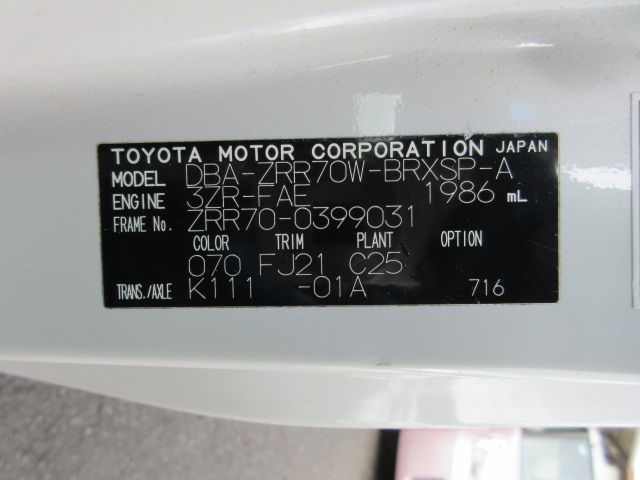 TOYOTA MOTOR CORPORATION JAPAN
MODEL DBA-ZRR70W-BRXSP-A
ENGINE 3ZR-FAE 1986 mL
FRAME No. ZRR70-0399031
COLOR TRIM PLANT OPTION
070 FJ21 C25
TRANS./AXLE K111 -01A 716